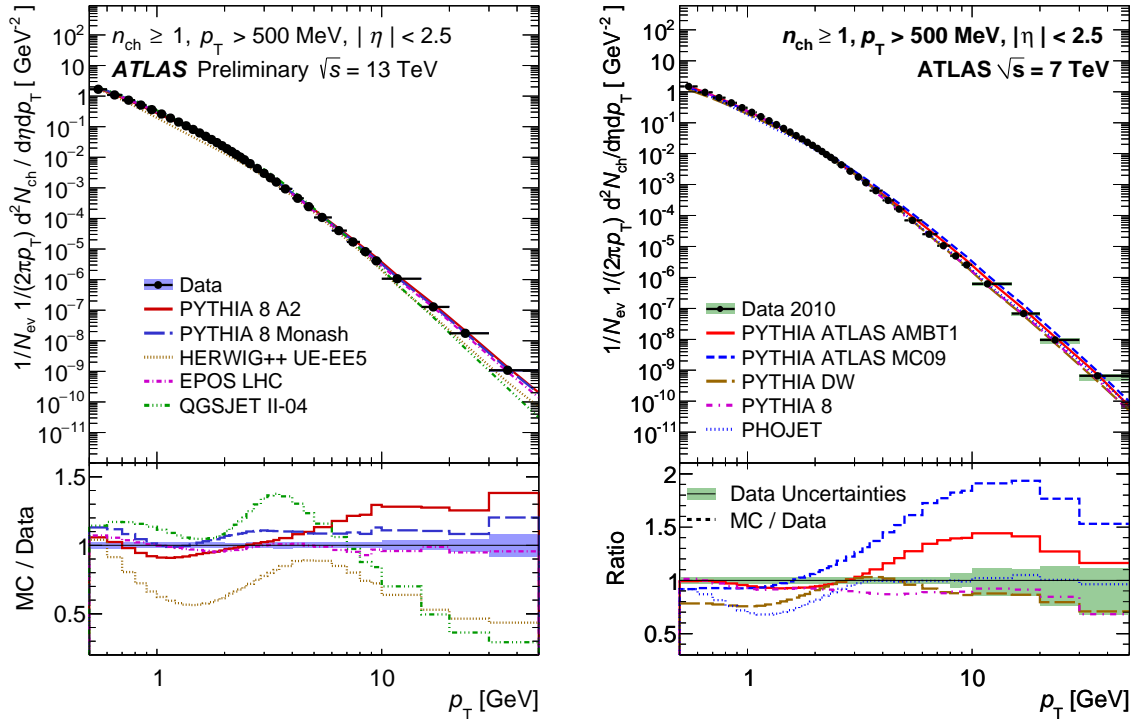 n_ch ≥ 1, p_T > 500 MeV, | η | < 2.5
ATLAS Preliminary √s = 13 TeV
1/N_ev 1/(2πp_T) d²N_ch / dηdp_T [ GeV⁻² ]
10²
10
1
10⁻¹
10⁻²
10⁻³
10⁻⁴
10⁻⁵
10⁻⁶
10⁻⁷
10⁻⁸
10⁻⁹
10⁻¹⁰
10⁻¹¹
Data
PYTHIA 8 A2
PYTHIA 8 Monash
HERWIG++ UE-EE5
EPOS LHC
QGSJET II-04
MC / Data
1.5
1
0.5
1 10
p_T [GeV]
n_ch ≥ 1, p_T > 500 MeV, | η | < 2.5
ATLAS √s = 7 TeV
1/N_ev 1/(2πp_T) d²N_ch/dηdp_T [ GeV⁻² ]
10²
10
1
10⁻¹
10⁻²
10⁻³
10⁻⁴
10⁻⁵
10⁻⁶
10⁻⁷
10⁻⁸
10⁻⁹
10⁻¹⁰
10⁻¹¹
Data 2010
PYTHIA ATLAS AMBT1
PYTHIA ATLAS MC09
PYTHIA DW
PYTHIA 8
PHOJET
Ratio
2
1.5
1
0.5
Data Uncertainties
MC / Data
1 10
p_T [GeV]